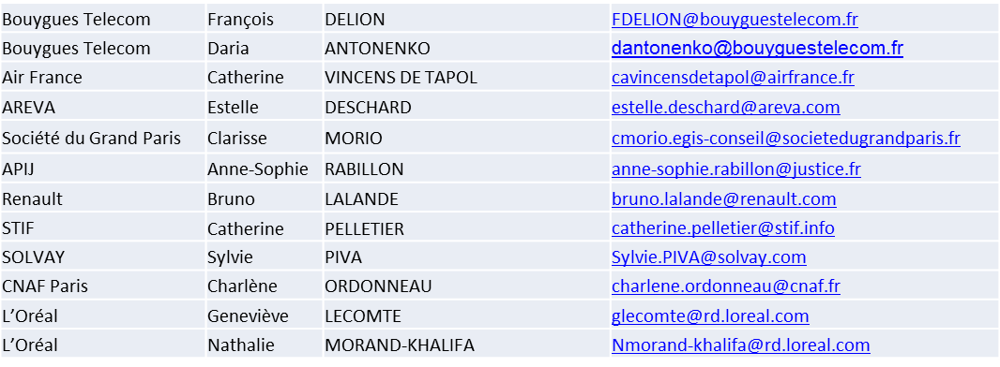 Bouygues Telecom François DELION FDELION@bouyguestelecom.fr
Bouygues Telecom Daria ANTONENKO dantonenko@bouyguestelecom.fr
Air France Catherine VINCENS DE TAPOL cavincensdetapol@airfrance.fr
AREVA Estelle DESCHARD estelle.deschard@areva.com
Société du Grand Paris Clarisse MORIO cmorio.egis-conseil@societedugrandparis.fr
APIJ Anne-Sophie RABILLON anne-sophie.rabillon@justice.fr
Renault Bruno LALANDE bruno.lalande@renault.com
STIF Catherine PELLETIER catherine.pelletier@stif.info
SOLVAY Sylvie PIVA Sylvie.PIVA@solvay.com
CNAF Paris Charlène ORDONNEAU charlene.ordonneau@cnaf.fr
L’Oréal Geneviève LECOMTE glecomte@rd.loreal.com
L’Oréal Nathalie MORAND-KHALIFA Nmorand-khalifa@rd.loreal.com